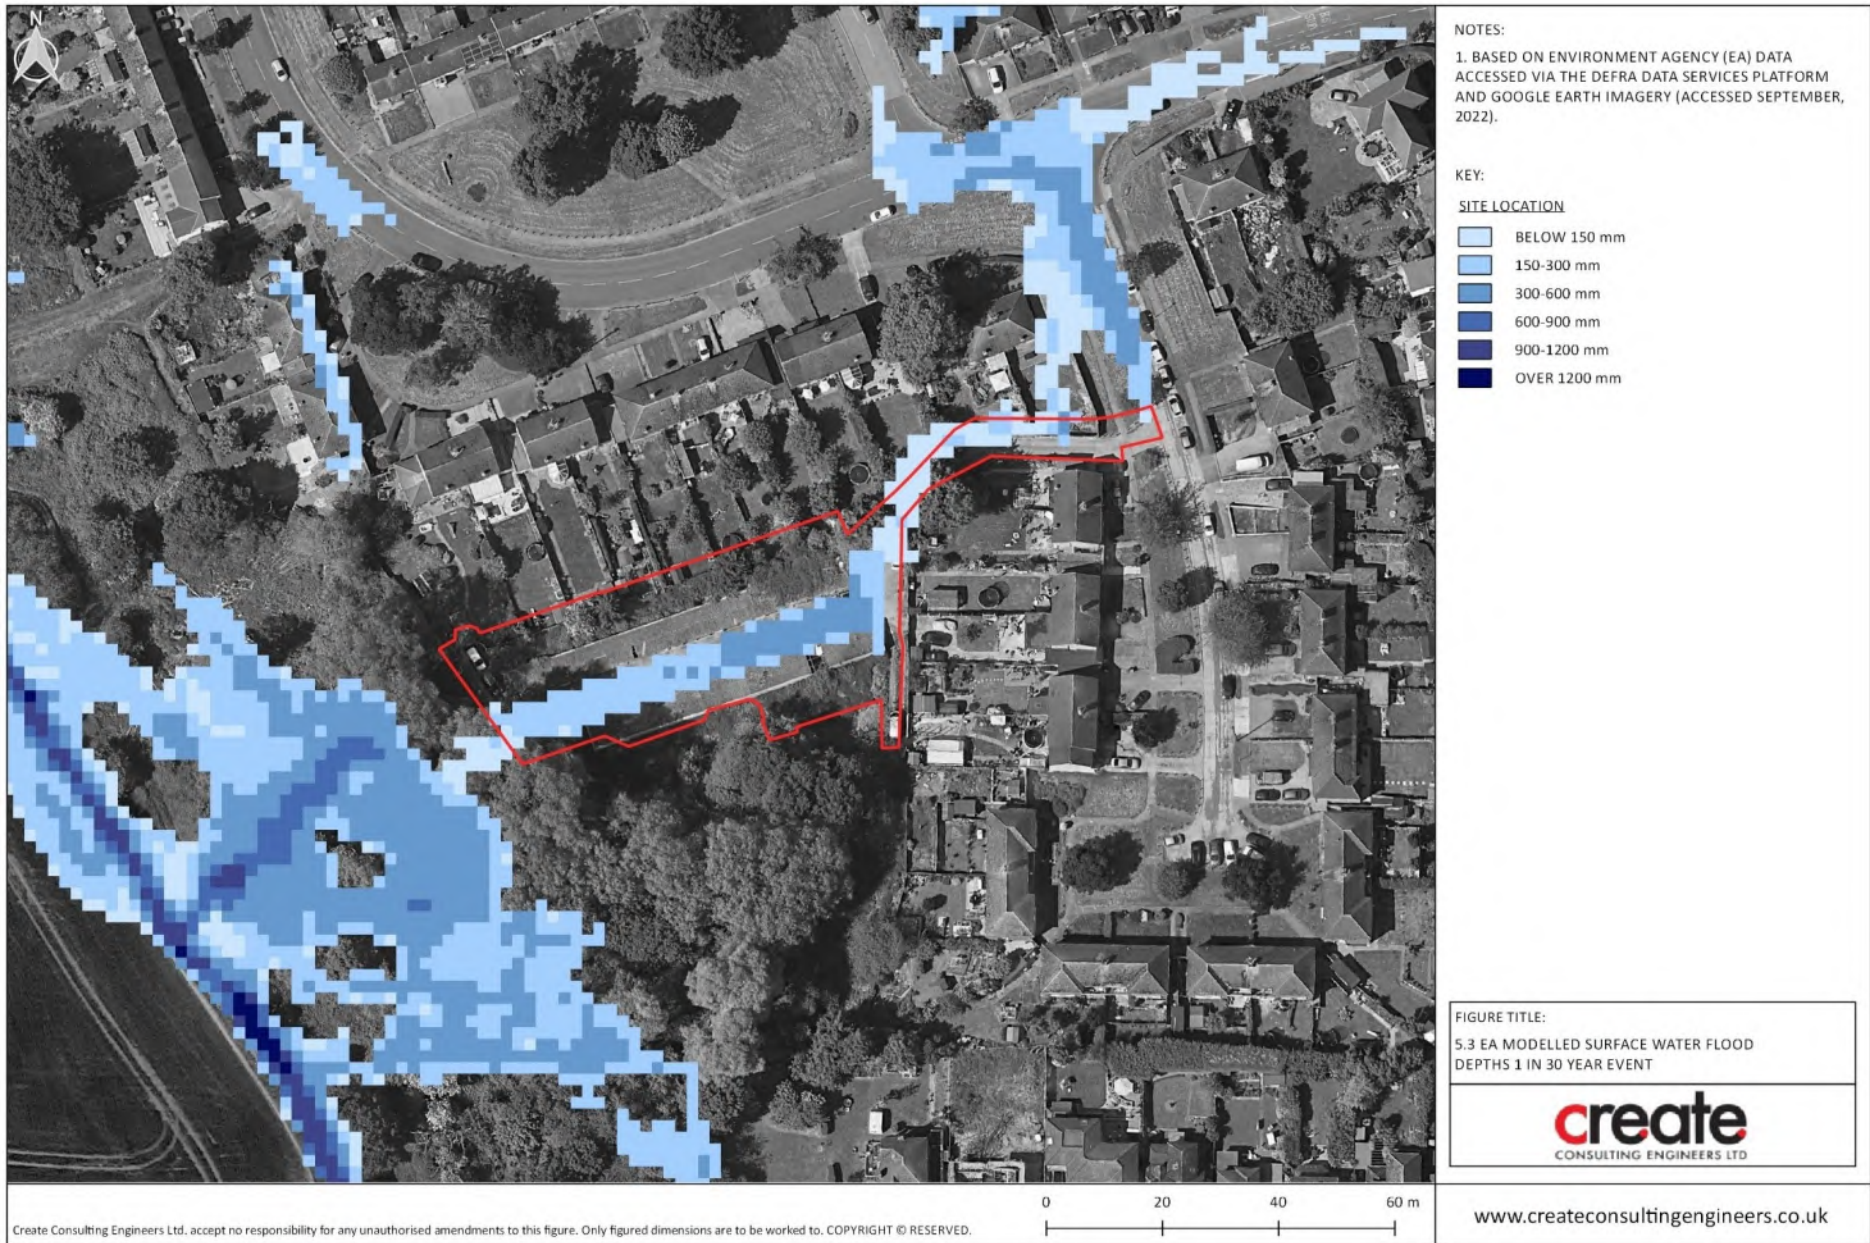 N
NOTES:
1. BASED ON ENVIRONMENT AGENCY (EA) DATA
ACCESSED VIA THE DEFRA DATA SERVICES PLATFORM
AND GOOGLE EARTH IMAGERY (ACCESSED SEPTEMBER,
2022).
KEY:
SITE LOCATION
BELOW 150 mm
150-300 mm
300-600 mm
600-900 mm
900-1200 mm
OVER 1200 mm
FIGURE TITLE:
5.3 EA MODELLED SURFACE WATER FLOOD
DEPTHS 1 IN 30 YEAR EVENT
create
CONSULTING ENGINEERS LTD
0 20 40 60 m
Create Consulting Engineers Ltd. accept no responsibility for any unauthorised amendments to this figure. Only figured dimensions are to be worked to. COPYRIGHT © RESERVED.
www.createconsultingengineers.co.uk